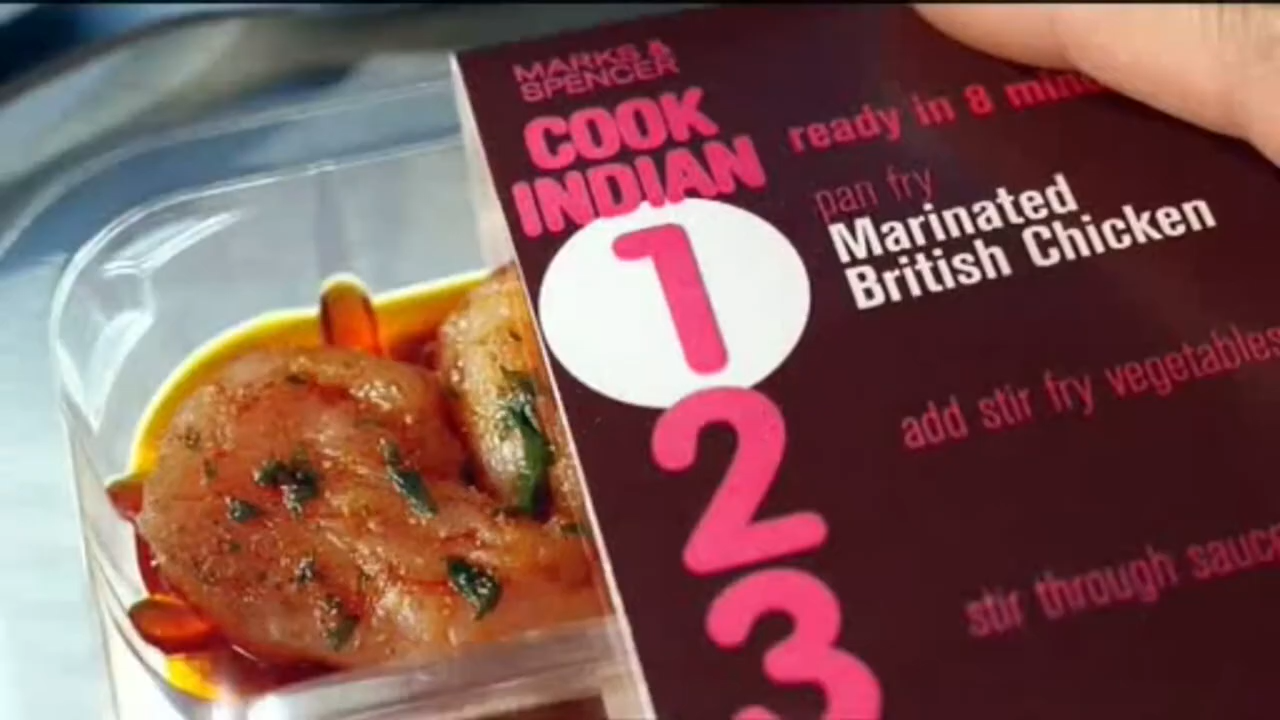 MARKS &
SPENCER
COOK
INDIAN
ready in 8
1
pan fry
Marinated
British Chicken
2
add stir fry vegetables
3
stir through sauce